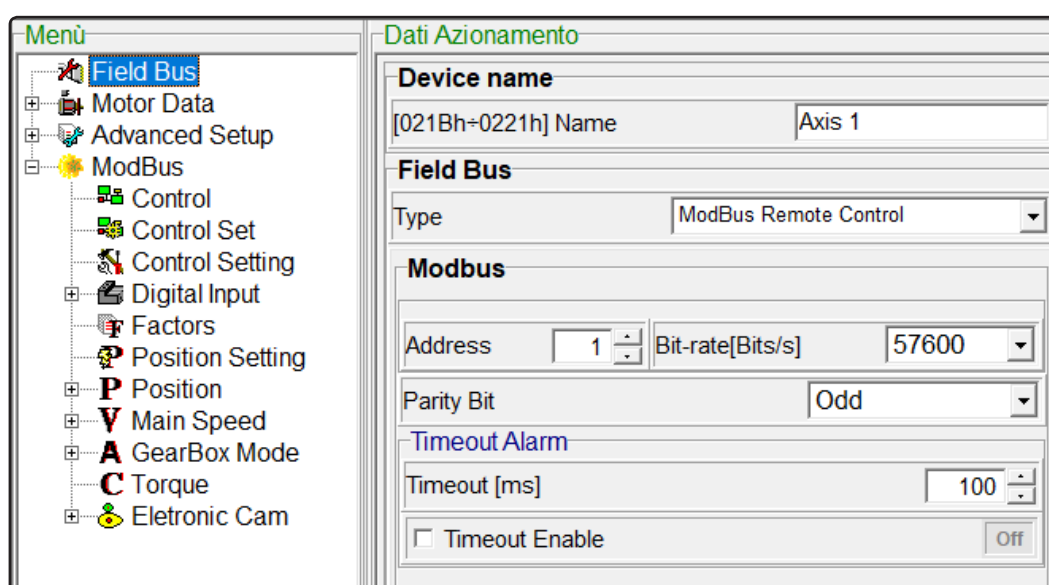 Menù
Field Bus
Motor Data
Advanced Setup
ModBus
Control
Control Set
Control Setting
Digital Input
Factors
Position Setting
P Position
V Main Speed
A GearBox Mode
C Torque
Eletronic Cam
Dati Azionamento
Device name
[021Bh÷0221h] Name Axis 1
Field Bus
Type ModBus Remote Control
Modbus
Address 1 Bit-rate[Bits/s] 57600
Parity Bit Odd
Timeout Alarm
Timeout [ms] 100
Timeout Enable Off